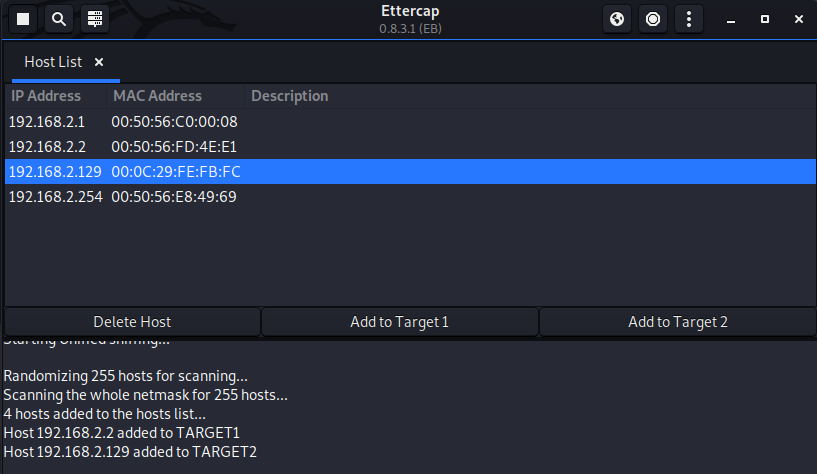 Ettercap
0.8.3.1 (EB)
Host List ×
IP Address MAC Address Description
192.168.2.1 00:50:56:C0:00:08
192.168.2.2 00:50:56:FD:4E:E1
192.168.2.129 00:0C:29:FE:FB:FC
192.168.2.254 00:50:56:E8:49:69
Delete Host Add to Target 1 Add to Target 2
Starting Unified sniffing...
Randomizing 255 hosts for scanning...
Scanning the whole netmask for 255 hosts...
4 hosts added to the hosts list...
Host 192.168.2.2 added to TARGET1
Host 192.168.2.129 added to TARGET2